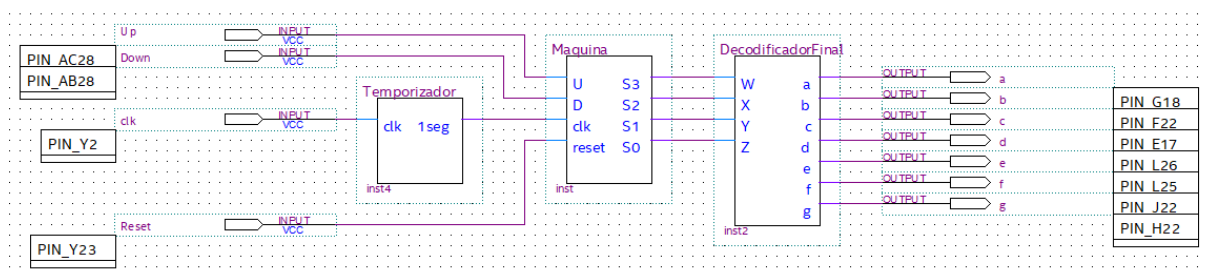 Up INPUT
VCC
PIN_AC28 Down INPUT
VCC
PIN_AB28
clk INPUT
VCC
PIN_Y2
Reset INPUT
VCC
PIN_Y23
Temporizador
clk 1seg
inst4
Maquina
U S3
D S2
clk S1
reset S0
inst
DecodificadorFinal
W a
X b
Y c
Z d
e
f
g
inst2
OUTPUT a
OUTPUT b
OUTPUT c
OUTPUT d
OUTPUT e
OUTPUT f
OUTPUT g
PIN_G18
PIN_F22
PIN_E17
PIN_L26
PIN_L25
PIN_J22
PIN_H22